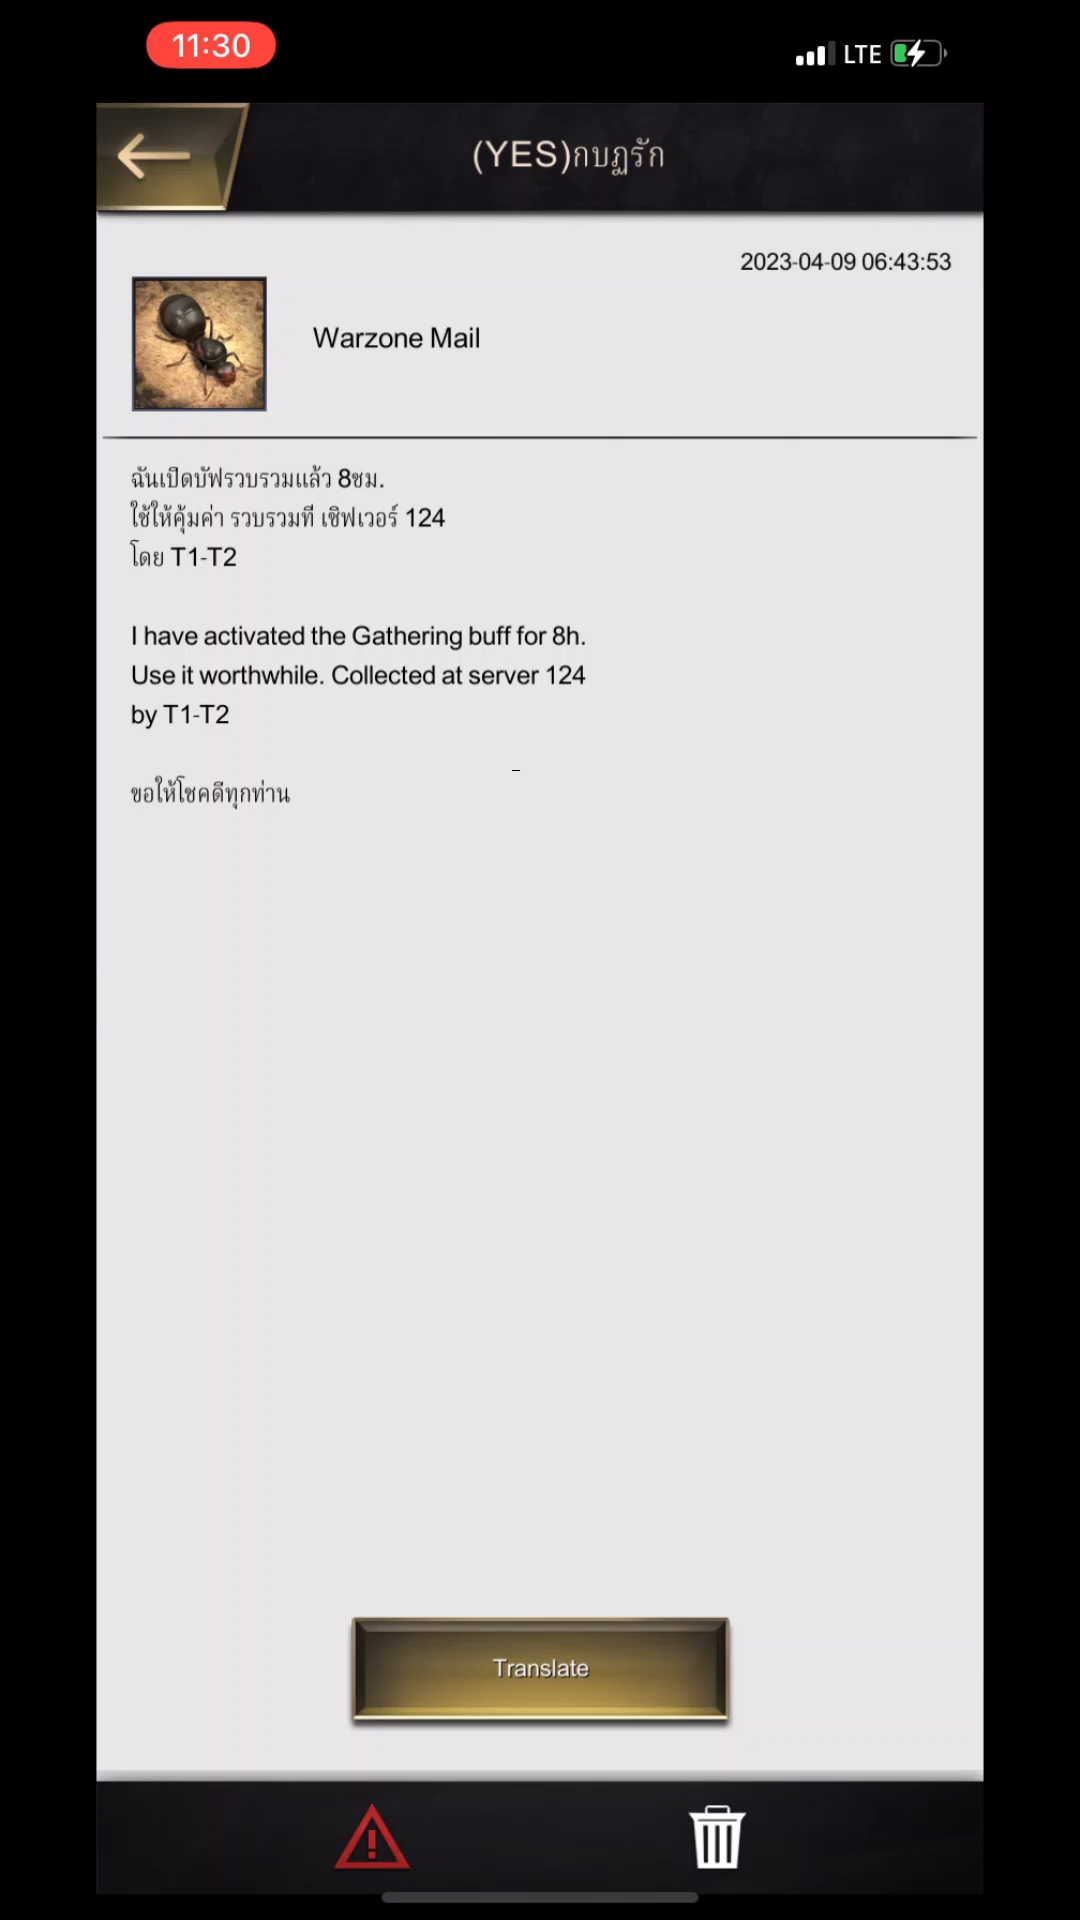 11:30
LTE
(YES)กบฏรัก
2023-04-09 06:43:53
Warzone Mail
ฉันเปิดบัฟรวบรวมแล้ว 8ชม.
ใช้ให้คุ้มค่า รวบรวมที่ เซิฟเวอร์ 124
โดย T1-T2
I have activated the Gathering buff for 8h.
Use it worthwhile. Collected at server 124
by T1-T2
ขอให้โชคดีทุกท่าน
Translate